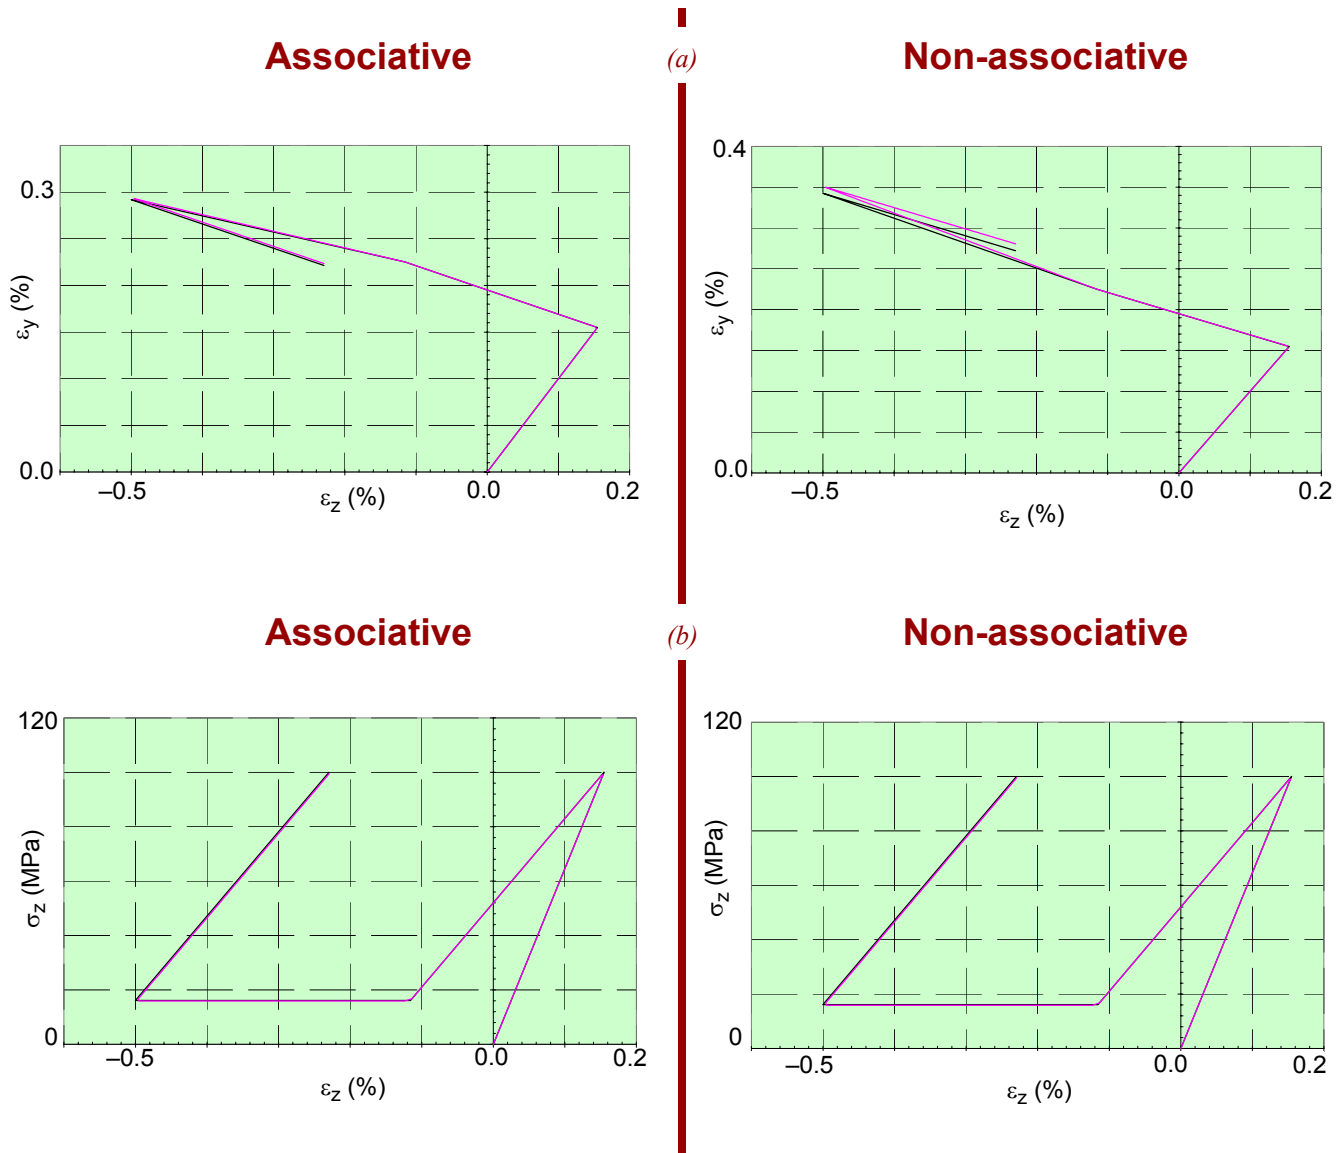 Associative
(a)
Non-associative
0.3
εy (%)
0.0
–0.5
0.0
0.2
εz (%)
0.4
εy (%)
0.0
–0.5
0.0
0.2
εz (%)
Associative
(b)
Non-associative
120
σz (MPa)
0
–0.5
0.0
0.2
εz (%)
120
σz (MPa)
0
–0.5
0.0
0.2
εz (%)